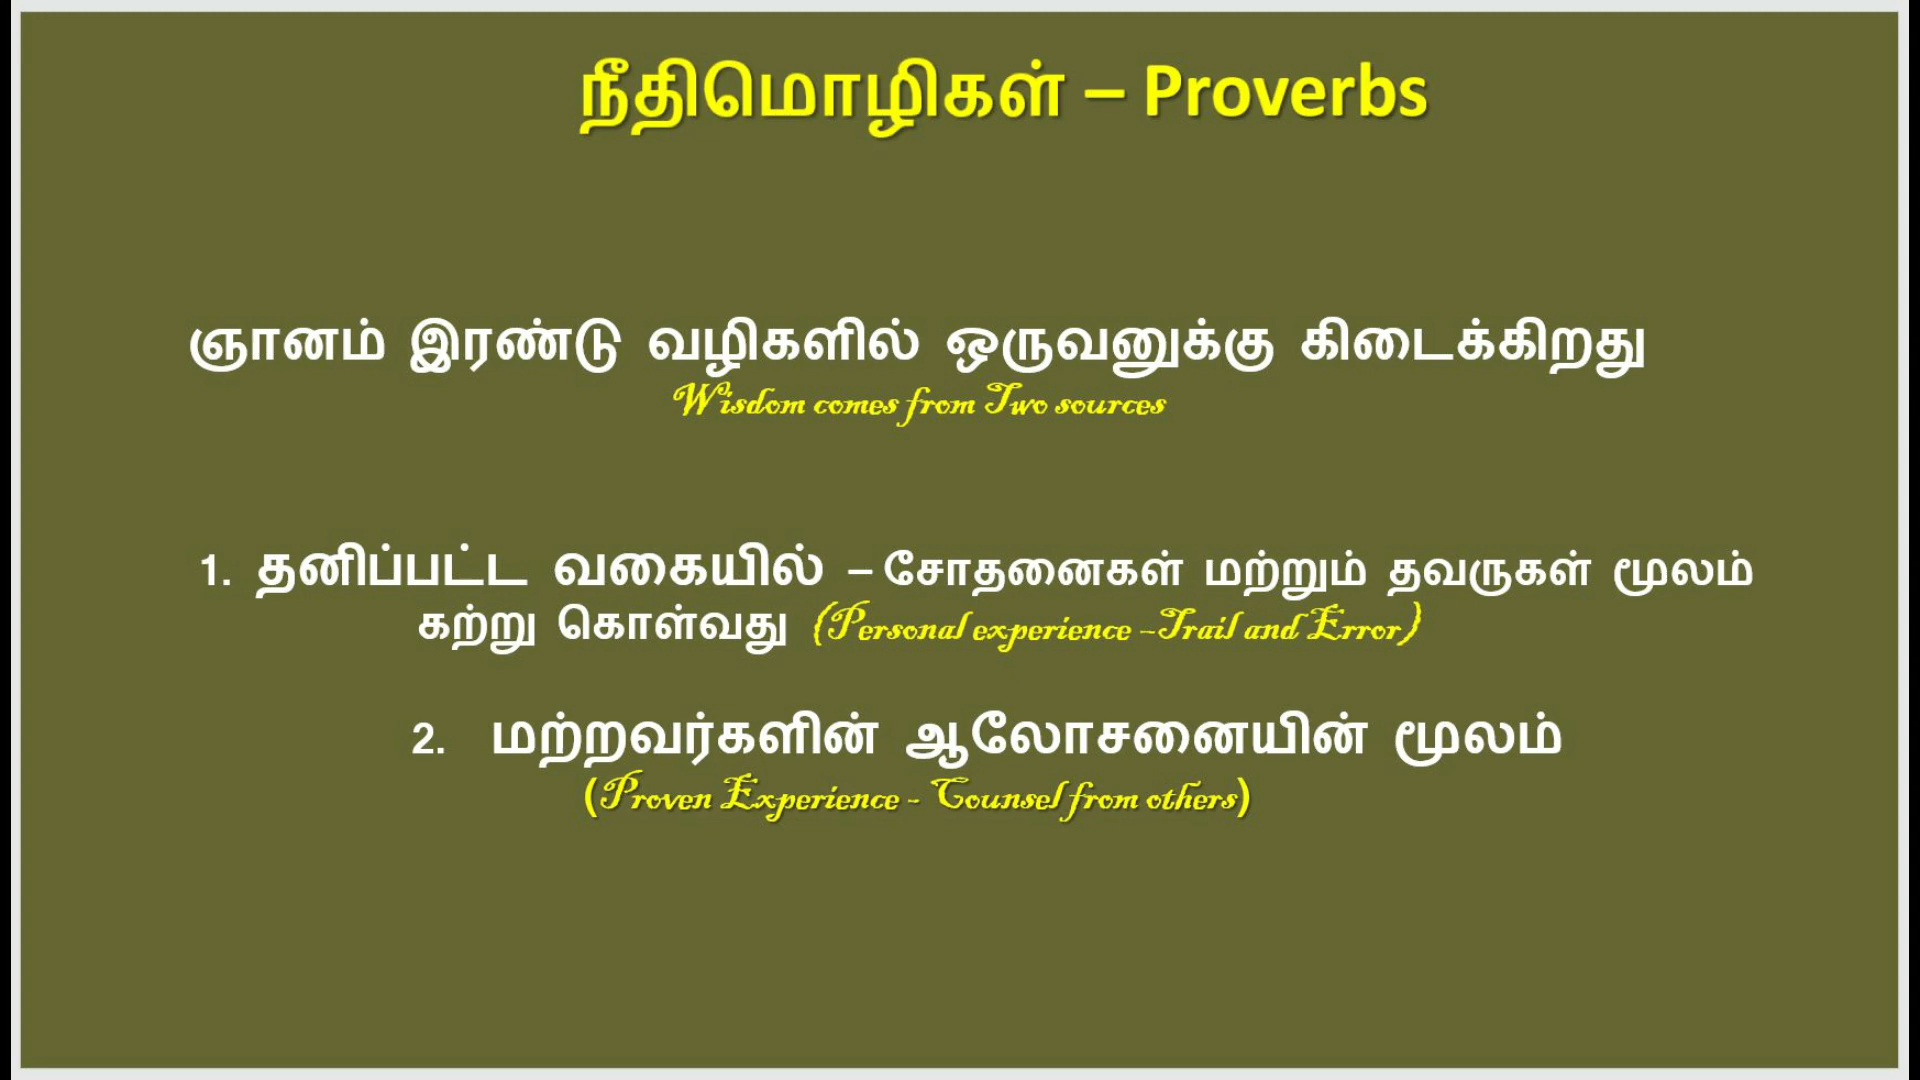 நீதிமொழிகள் – Proverbs
ஞானம் இரண்டு வழிகளில் ஒருவனுக்கு கிடைக்கிறது
Wisdom comes from Two sources
1. தனிப்பட்ட வகையில் – சோதனைகள் மற்றும் தவருகள் மூலம்
கற்று கொள்வது (Personal experience –Trail and Error)
2. மற்றவர்களின் ஆலோசனையின் மூலம்
(Proven Experience - Counsel from others)